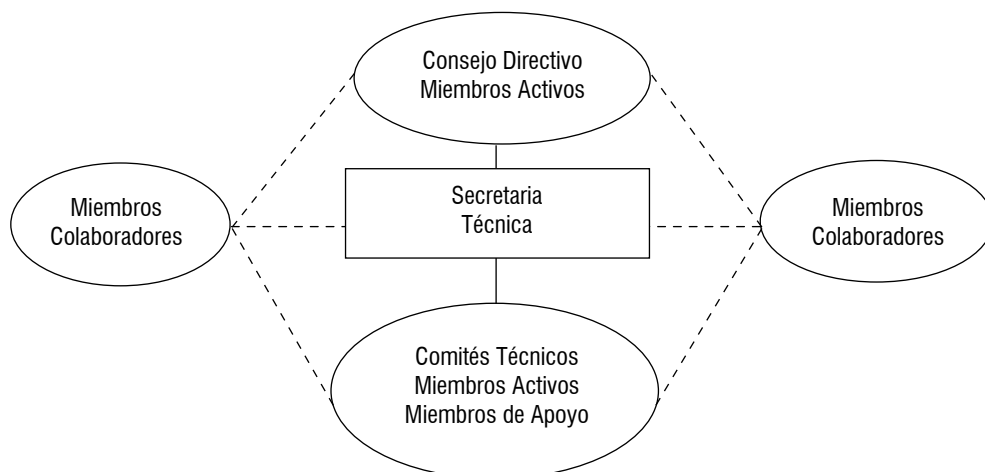 Consejo Directivo
Miembros Activos
Miembros
Colaboradores
Secretaria
Técnica
Miembros
Colaboradores
Comités Técnicos
Miembros Activos
Miembros de Apoyo